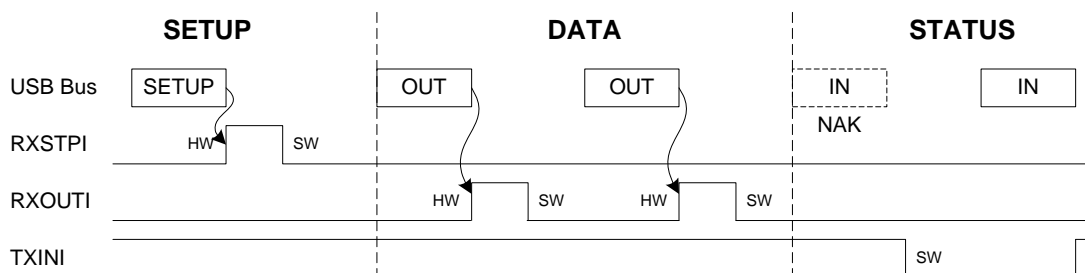 SETUP DATA STATUS
USB Bus SETUP OUT OUT IN IN
NAK
RXSTPI HW SW
RXOUTI HW SW HW SW
TXINI SW